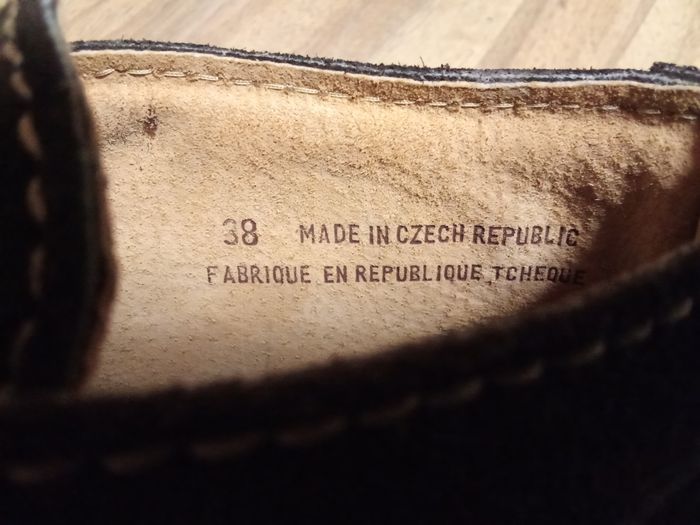 38 MADE IN CZECH REPUBLIC
FABRIQUE EN REPUBLIQUE TCHEQUE